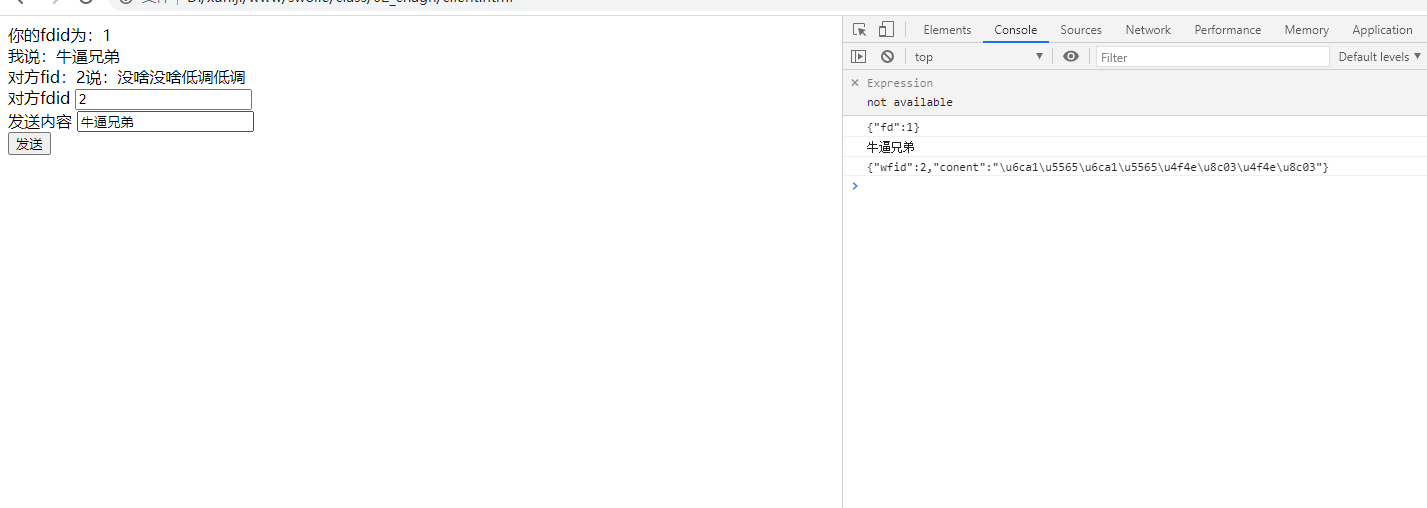 你的fdid为：1
我说：牛逼兄弟
对方fid：2说：没啥没啥低调低调
对方fdid 2
发送内容 牛逼兄弟
发送
Elements Console Sources Network Performance Memory Application
top Filter Default levels
Expression
not available
{"fd":1}
牛逼兄弟
{"wfid":2,"conent":"\u6ca1\u5565\u6ca1\u5565\u4f4e\u8c03\u4f4e\u8c03"}